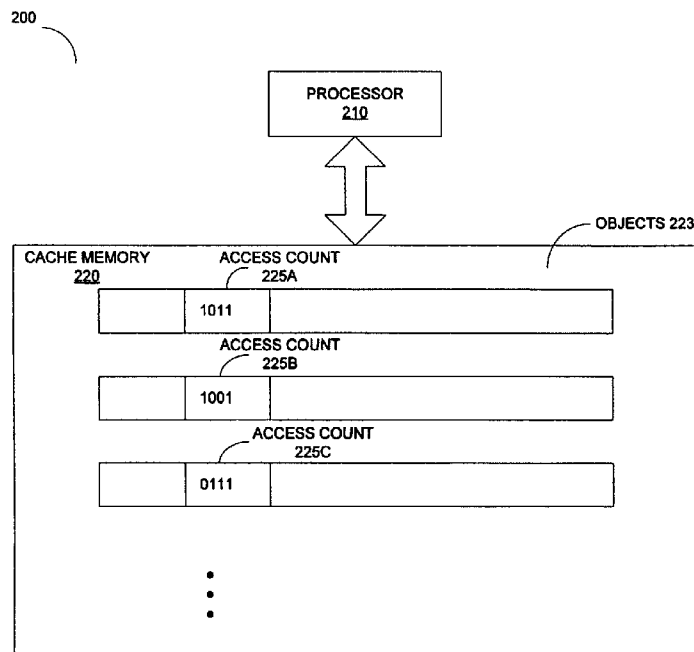 200
PROCESSOR
210
OBJECTS 223
CACHE MEMORY
220
ACCESS COUNT
225A
1011
ACCESS COUNT
225B
1001
ACCESS COUNT
225C
0111